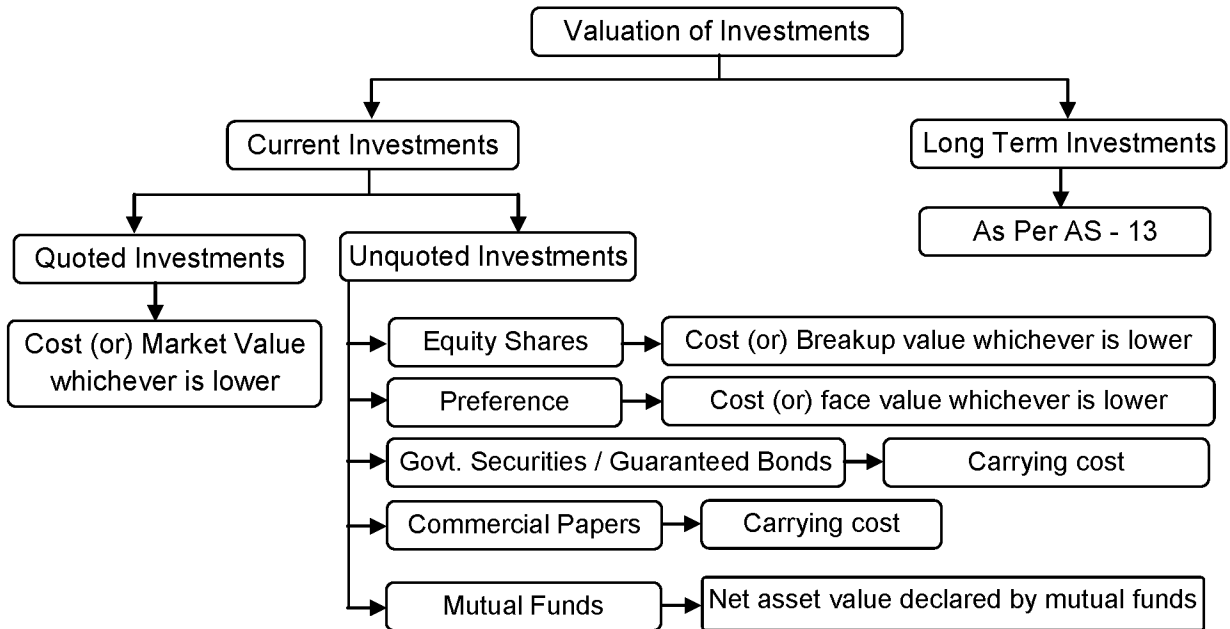 Valuation of Investments
Current Investments
Long Term Investments
As Per AS - 13
Quoted Investments
Unquoted Investments
Cost (or) Market Value
whichever is lower
Equity Shares
Cost (or) Breakup value whichever is lower
Preference
Cost (or) face value whichever is lower
Govt. Securities / Guaranteed Bonds
Carrying cost
Commercial Papers
Carrying cost
Mutual Funds
Net asset value declared by mutual funds